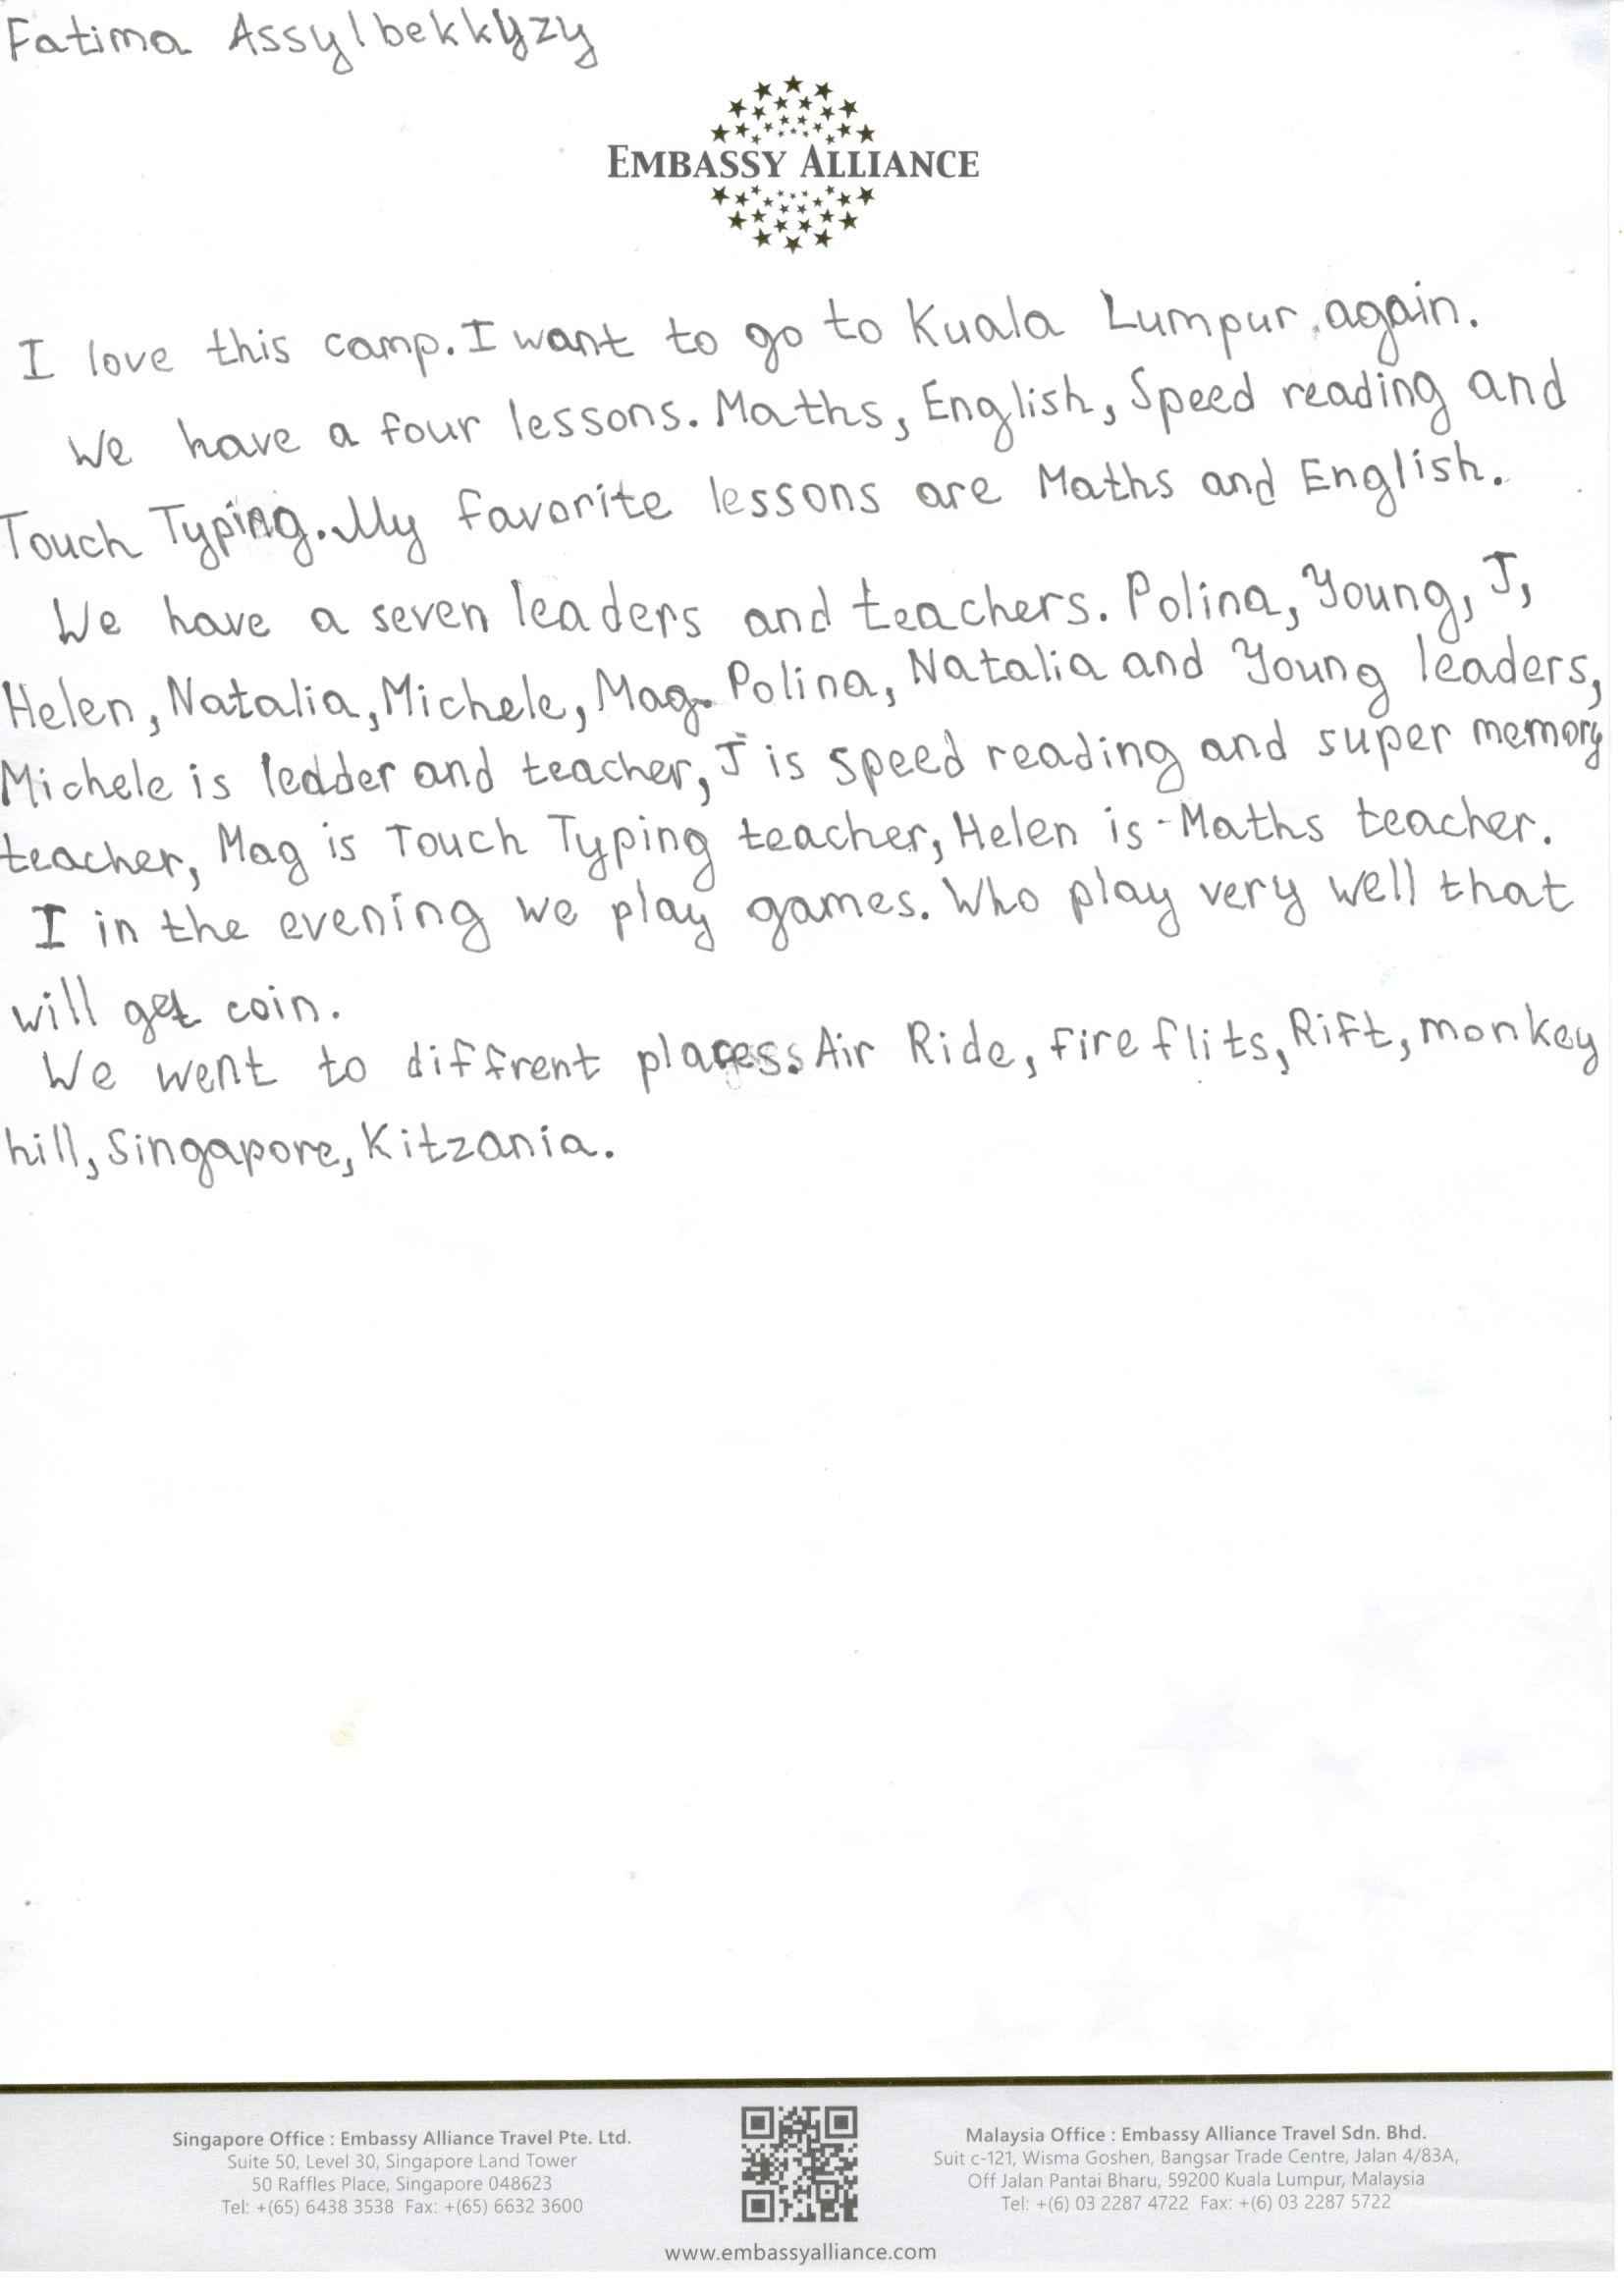 Fatima Assylbekkyzy
EMBASSY ALLIANCE
I love this camp. I want to go to Kuala Lumpur again.
We have a four lessons. Maths, English, Speed reading and
Touch Typing. My favorite lessons are Maths and English.
We have a seven leaders and teachers. Polina, Young, J,
Helen, Natalia, Michele, Mag. Polina, Natalia and Young leaders,
Michele is ledder and teacher, J is speed reading and super memory
teacher, Mag is Touch Typing teacher, Helen is - Maths teacher.
I in the evening we play games. Who play very well that
will get coin.
We went to diffrent places. Air Ride, fire flits, Rift, monkey
hill, Singapore, Kitzania.
Singapore Office : Embassy Alliance Travel Pte. Ltd.
Suite 50, Level 30, Singapore Land Tower
50 Raffles Place, Singapore 048623
Tel: +(65) 6438 3538 Fax: +(65) 6632 3600
Malaysia Office : Embassy Alliance Travel Sdn. Bhd.
Suit c-121, Wisma Goshen, Bangsar Trade Centre, Jalan 4/83A,
Off Jalan Pantai Bharu, 59200 Kuala Lumpur, Malaysia
Tel: +(6) 03 2287 4722 Fax: +(6) 03 2287 5722
www.embassyalliance.com